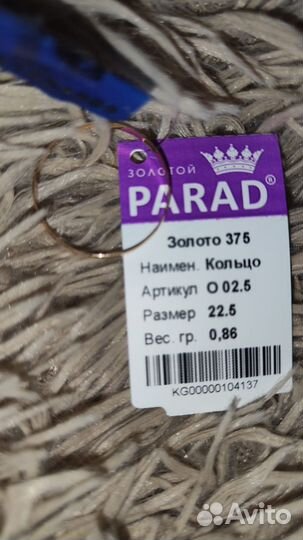 ЗОЛОТОЙ
PARAD®
Золото 375
Наимен. Кольцо
Артикул О 02.5
Размер 22.5
Вес. гр. 0,86
KG00000104137
Avito